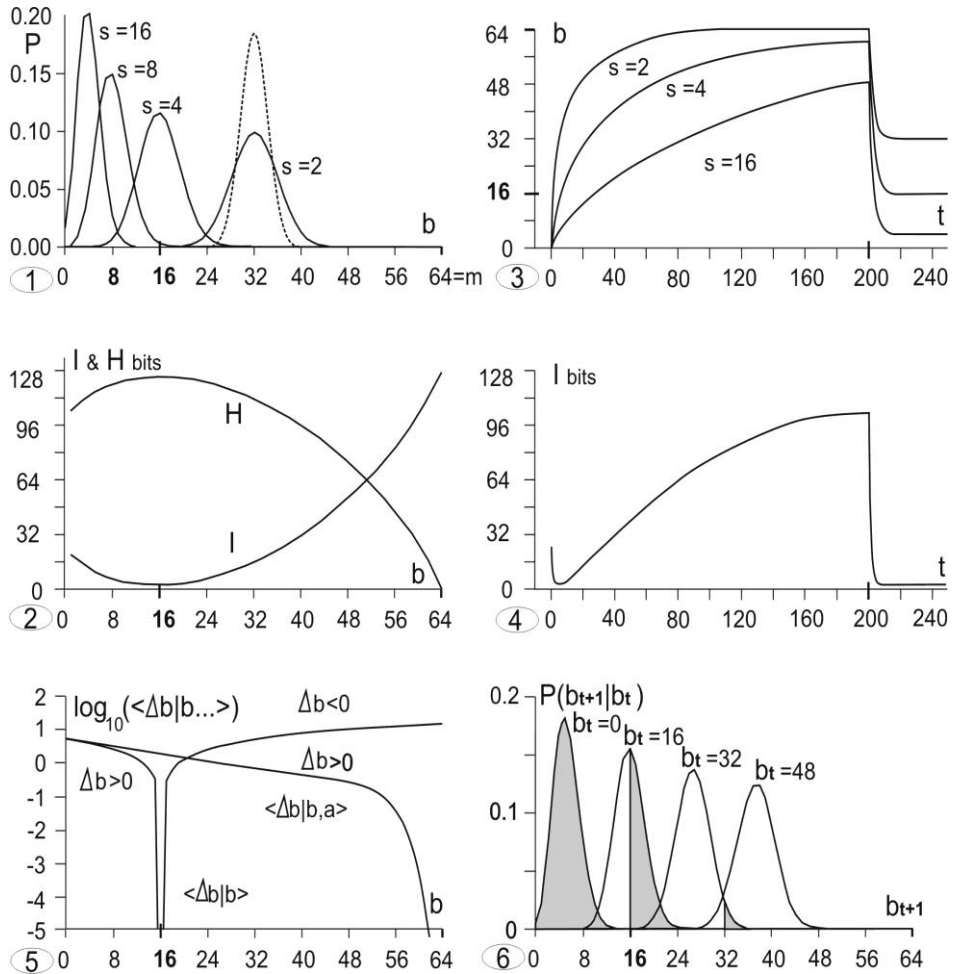 0.20
P
0.15
0.10
0.05
0.00
s =16
s =8
s =4
s =2
b
0 8 16 24 32 40 48 56 64=m
1
64
48
32
16
0
b
s =2
s =4
s =16
t
0 40 80 120 160 200 240
3
I & H bits
128
96
64
32
0
H
I
b
0 8 16 24 32 40 48 56 64
2
I bits
128
96
64
32
0
t
0 40 80 120 160 200 240
4
2
1
0
-1
-2
-3
-4
-5
log10(<Δb|b...>)
Δb<0
Δb>0
Δb>0
<Δb|b,a>
<Δb|b>
b
0 8 16 24 32 40 48 56 64
5
0.2
0.1
0
P(bt+1|bt)
bt=0
bt=16
bt=32
bt=48
bt+1
0 8 16 24 32 40 48 56 64
6